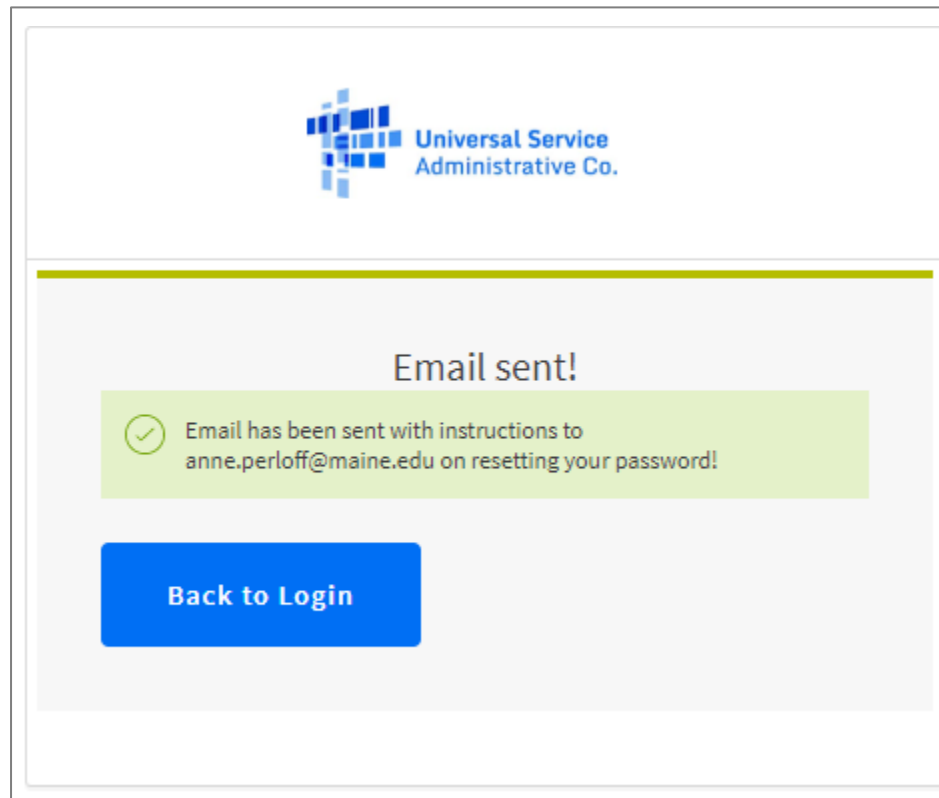 Universal Service
Administrative Co.
Email sent!
Email has been sent with instructions to
anne.perloff@maine.edu on resetting your password!
Back to Login